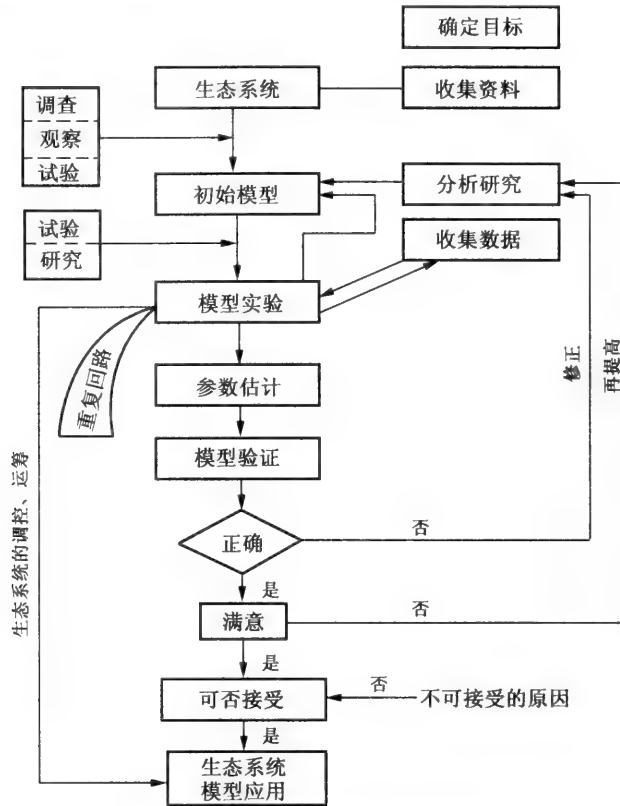 确定目标
生态系统
收集资料
调查
观察
试验
初始模型
分析研究
试验
研究
收集数据
模型实验
重复回路
参数估计
修正
再提高
模型验证
生态系统的调控、运筹
正确
否
是
满意
否
是
可否接受
否
不可接受的原因
是
生态系统
模型应用